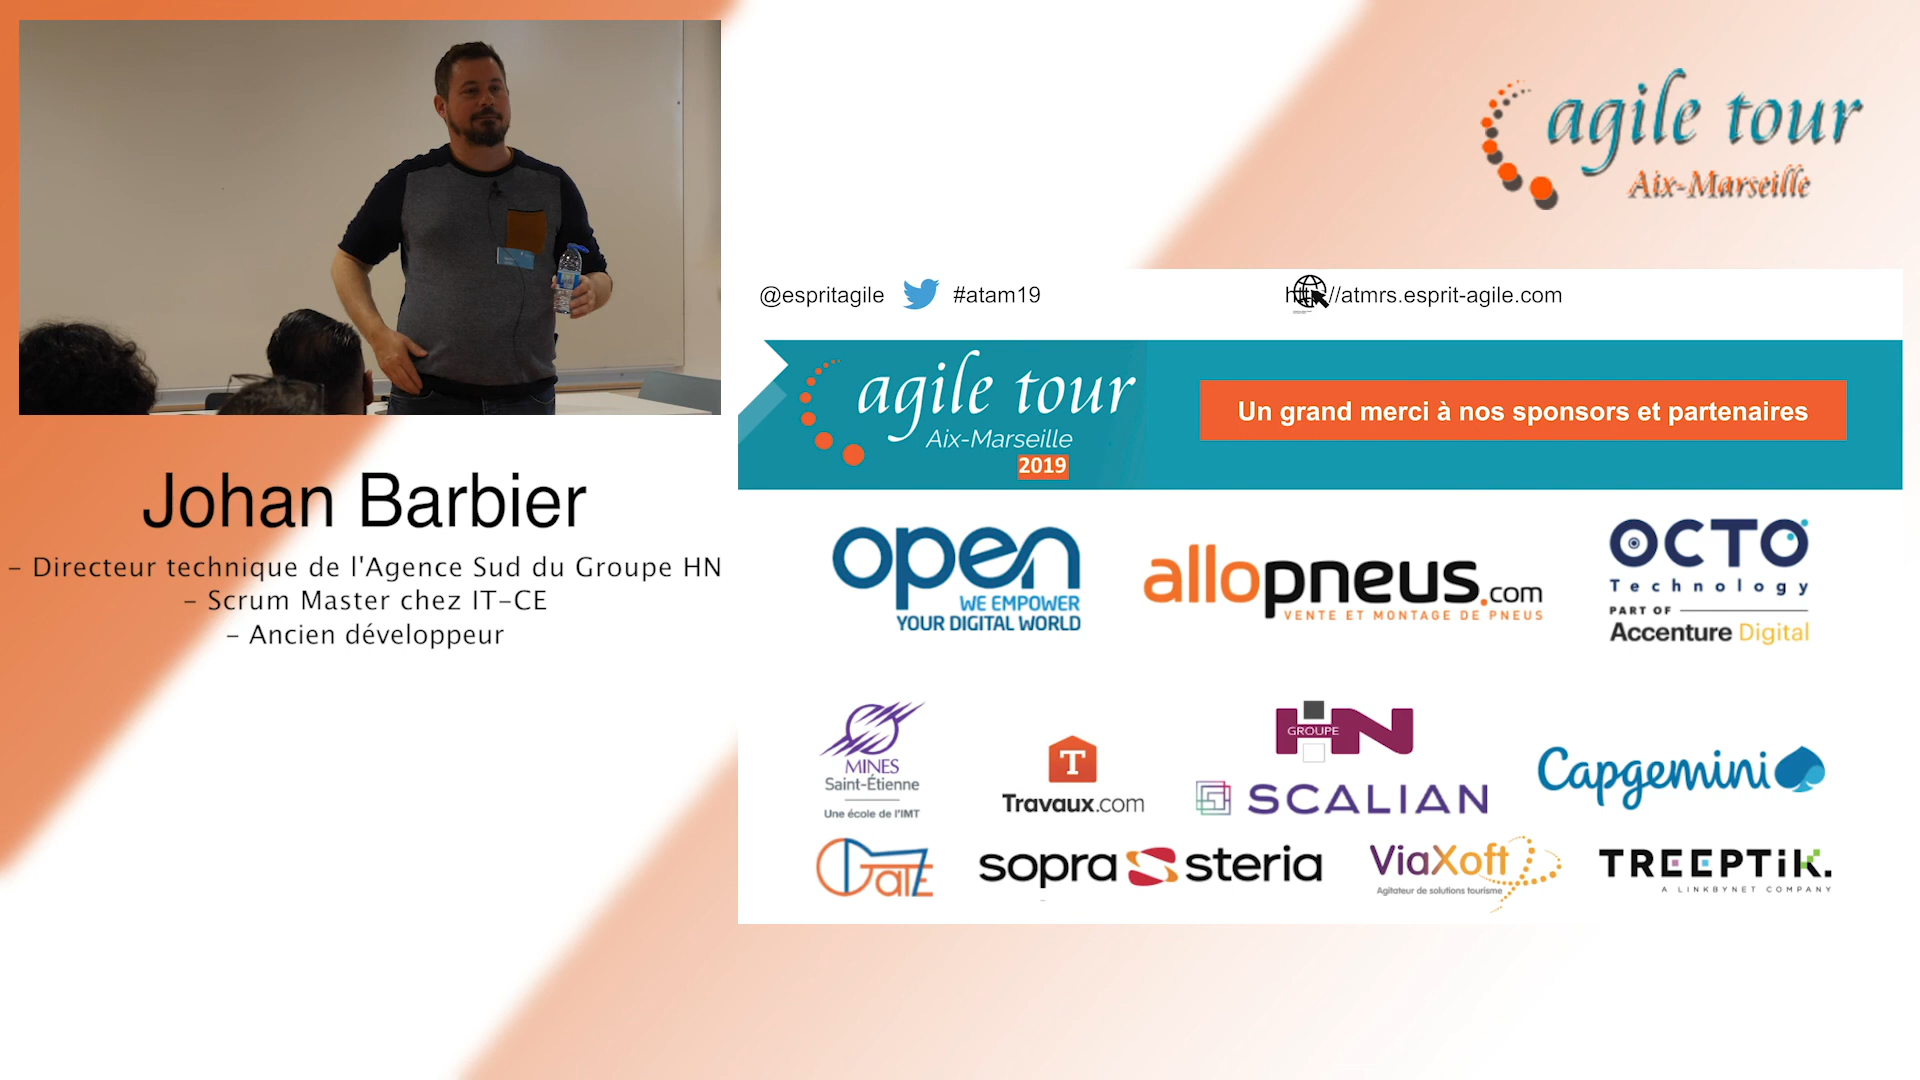 agile tour
Aix-Marseille
@espritagile
#atam19
http://atmrs.esprit-agile.com
agile tour
Aix-Marseille
2019
Un grand merci à nos sponsors et partenaires
Johan Barbier
- Directeur technique de l'Agence Sud du Groupe HN
- Scrum Master chez IT-CE
- Ancien développeur
open
WE EMPOWER
YOUR DIGITAL WORLD
allopneus.com
VENTE ET MONTAGE DE PNEUS
OCTO
Technology
PART OF
Accenture Digital
MINES
Saint-Étienne
Une école de l'IMT
T
Travaux.com
GROUPE
HN
SCALIAN
Capgemini
GATE
sopra steria
ViaXoft
Agitateur de solutions tourisme
TREEPTIK.
A LINKBYNET COMPANY